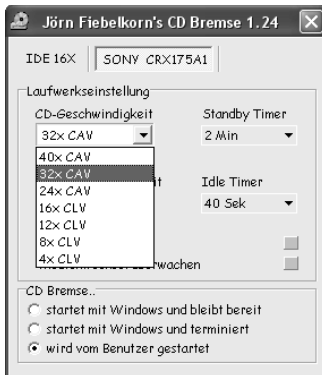 Jörn Fiebelkorn's CD Bremse 1.24
IDE 16X
SONY CRX175A1
Laufwerkseinstellung
CD-Geschwindigkeit
Standby Timer
32x CAV
2 Min
40x CAV
32x CAV
24x CAV
16x CLV
12x CLV
8x CLV
4x CLV
Idle Timer
40 Sek
wachen
CD Bremse..
startet mit Windows und bleibt bereit
startet mit Windows und terminiert
wird vom Benutzer gestartet